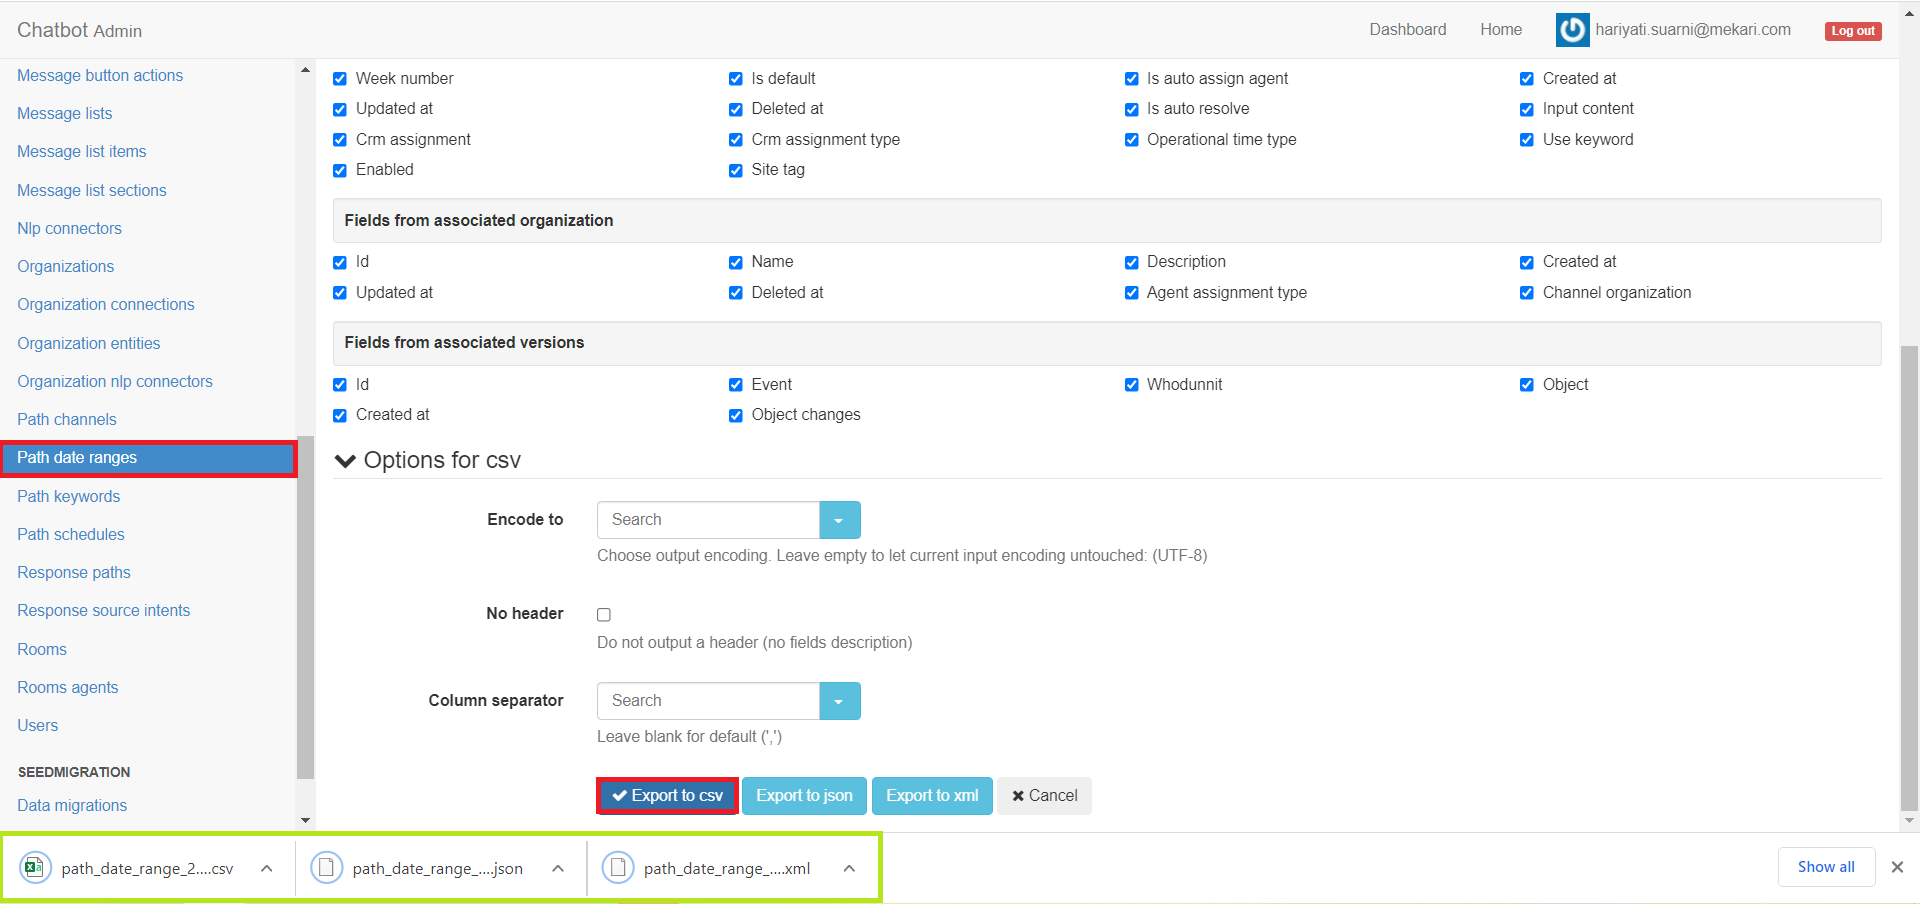 Chatbot Admin
Dashboard Home hariyati.suarni@mekari.com Log out
Message button actions
Message lists
Message list items
Message list sections
Nlp connectors
Organizations
Organization connections
Organization entities
Organization nlp connectors
Path channels
Path date ranges
Path keywords
Path schedules
Response paths
Response source intents
Rooms
Rooms agents
Users
SEEDMIGRATION
Data migrations
Week number Is default Is auto assign agent Created at
Updated at Deleted at Is auto resolve Input content
Crm assignment Crm assignment type Operational time type Use keyword
Enabled Site tag
Fields from associated organization
Id Name Description Created at
Updated at Deleted at Agent assignment type Channel organization
Fields from associated versions
Id Event Whodunnit Object
Created at Object changes
Options for csv
Encode to Search
Choose output encoding. Leave empty to let current input encoding untouched: (UTF-8)
No header
Do not output a header (no fields description)
Column separator Search
Leave blank for default (',')
Export to csv Export to json Export to xml Cancel
path_date_range_2....csv path_date_range_....json path_date_range_....xml Show all